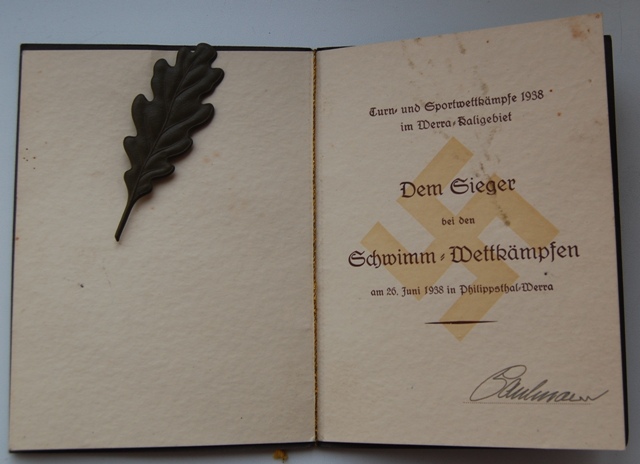 Turn- und Sportwettkämpfe 1938
im Werra-Kaligebiet
Dem Sieger
bei den
Schwimm-Wettkämpfen
am 26. Juni 1938 in Philippsthal-Werra